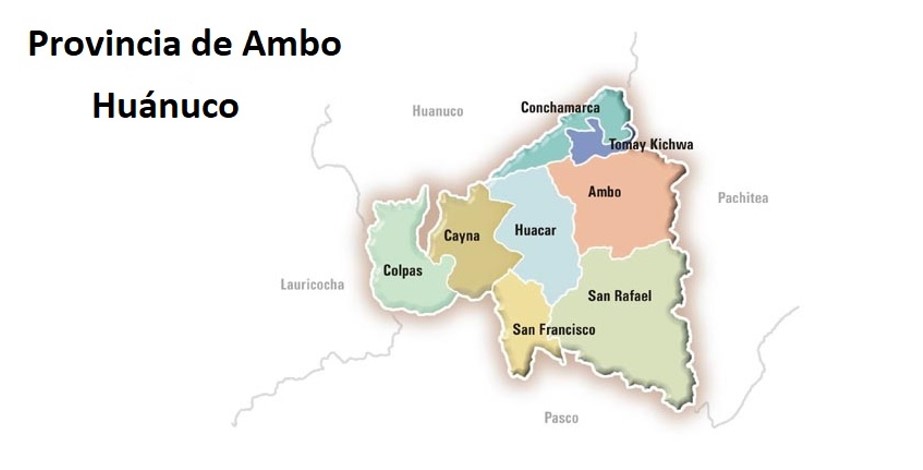 Provincia de Ambo
Huánuco
Huanuco
Conchamarca
Tomay Kichwa
Ambo
Pachitea
Huacar
Cayna
Colpas
Lauricocha
San Rafael
San Francisco
Pasco